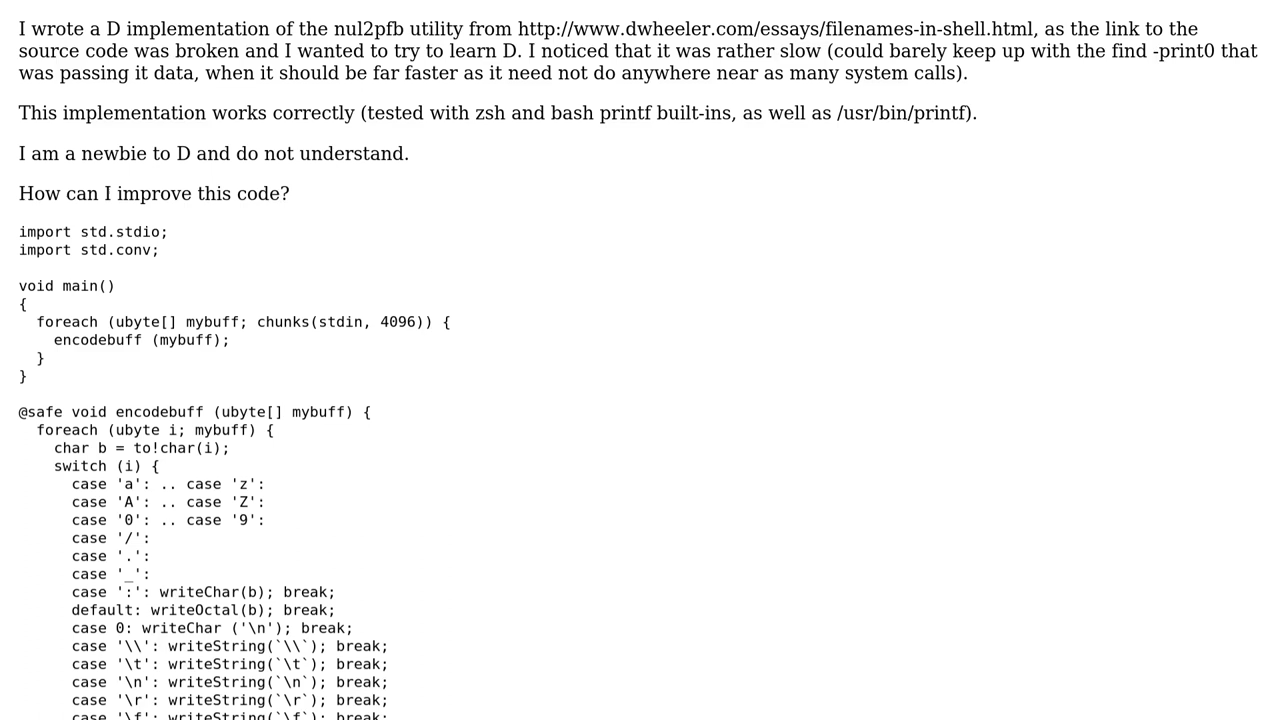 I wrote a D implementation of the nul2pfb utility from http://www.dwheeler.com/essays/filenames-in-shell.html, as the link to the
source code was broken and I wanted to try to learn D. I noticed that it was rather slow (could barely keep up with the find -print0 that
was passing it data, when it should be far faster as it need not do anywhere near as many system calls).
This implementation works correctly (tested with zsh and bash printf built-ins, as well as /usr/bin/printf).
I am a newbie to D and do not understand.
How can I improve this code?
import std.stdio;
import std.conv;
void main()
{
  foreach (ubyte[] mybuff; chunks(stdin, 4096)) {
    encodebuff (mybuff);
  }
}
@safe void encodebuff (ubyte[] mybuff) {
  foreach (ubyte i; mybuff) {
    char b = to!char(i);
    switch (i) {
      case 'a': .. case 'z':
      case 'A': .. case 'Z':
      case '0': .. case '9':
      case '/':
      case '.':
      case '_':
      case ':': writeChar(b); break;
      default: writeOctal(b); break;
      case 0: writeChar ('\n'); break;
      case '\\': writeString(`\\`); break;
      case '\t': writeString(`\t`); break;
      case '\n': writeString(`\n`); break;
      case '\r': writeString(`\r`); break;
      case '\f': writeString(`\f`); break;